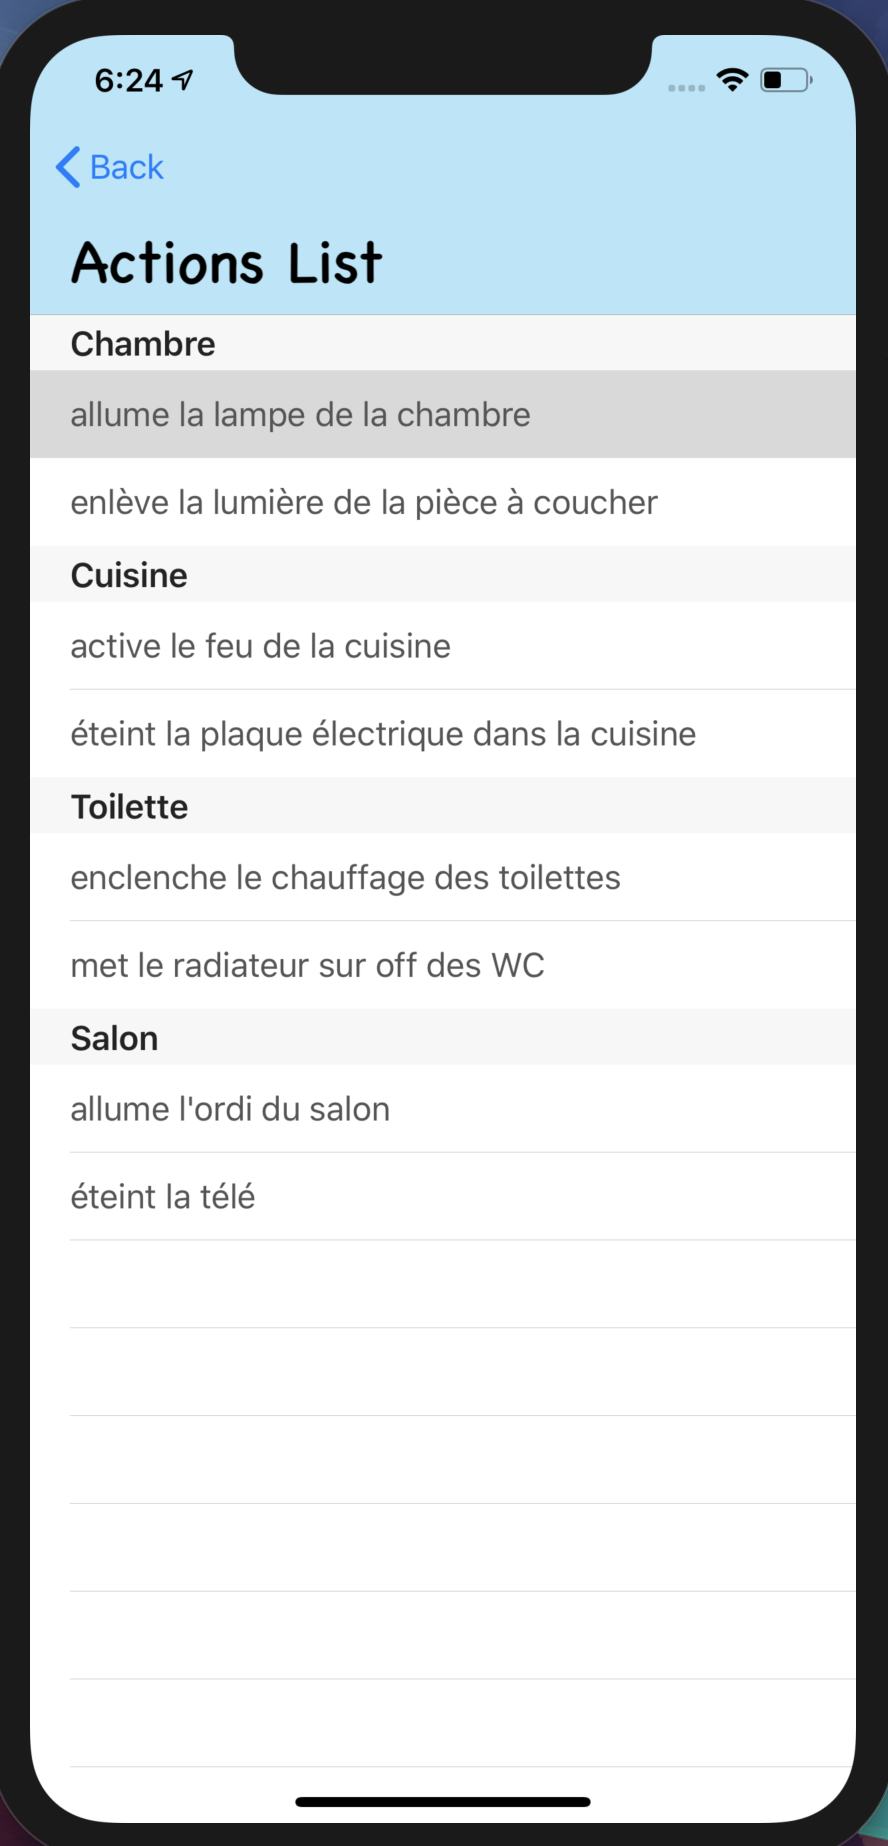 6:24
Back
Actions List
Chambre
allume la lampe de la chambre
enlève la lumière de la pièce à coucher
Cuisine
active le feu de la cuisine
éteint la plaque électrique dans la cuisine
Toilette
enclenche le chauffage des toilettes
met le radiateur sur off des WC
Salon
allume l'ordi du salon
éteint la télé